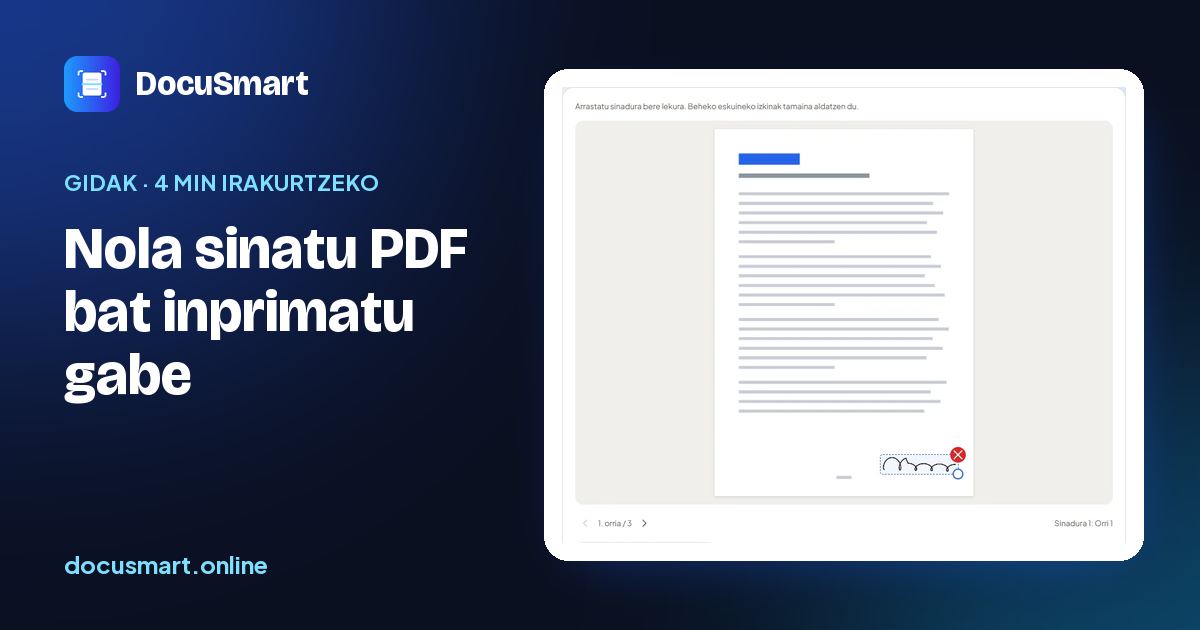 DocuSmart
GIDAK · 4 MIN IRAKURTZEKO
Nola sinatu PDF
bat inprimatu
gabe
docusmart.online
Arrastatu sinadura bere lekura. Beheko eskuineko izkinak tamaina aldatzen du.
1. orria / 3
Sinadura 1: Orri 1